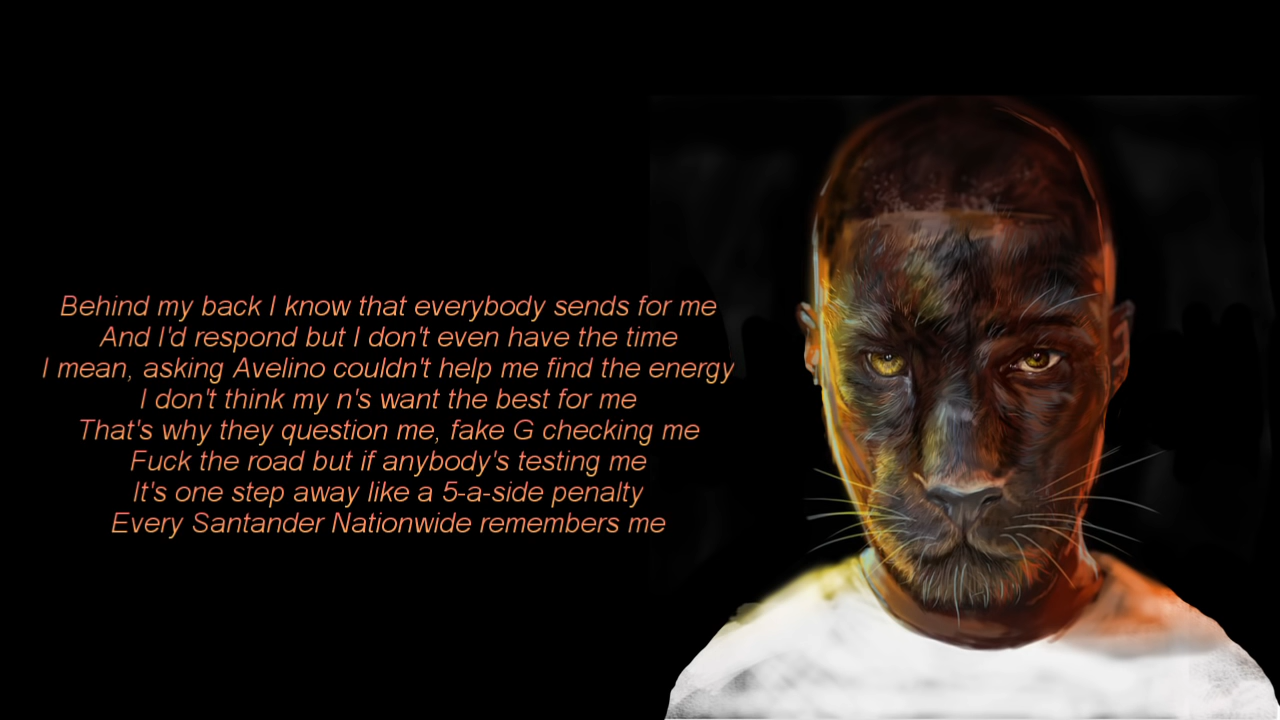 Behind my back I know that everybody sends for me
And I'd respond but I don't even have the time
I mean, asking Avelino couldn't help me find the energy
I don't think my n's want the best for me
That's why they question me, fake G checking me
Fuck the road but if anybody's testing me
It's one step away like a 5-a-side penalty
Every Santander Nationwide remembers me